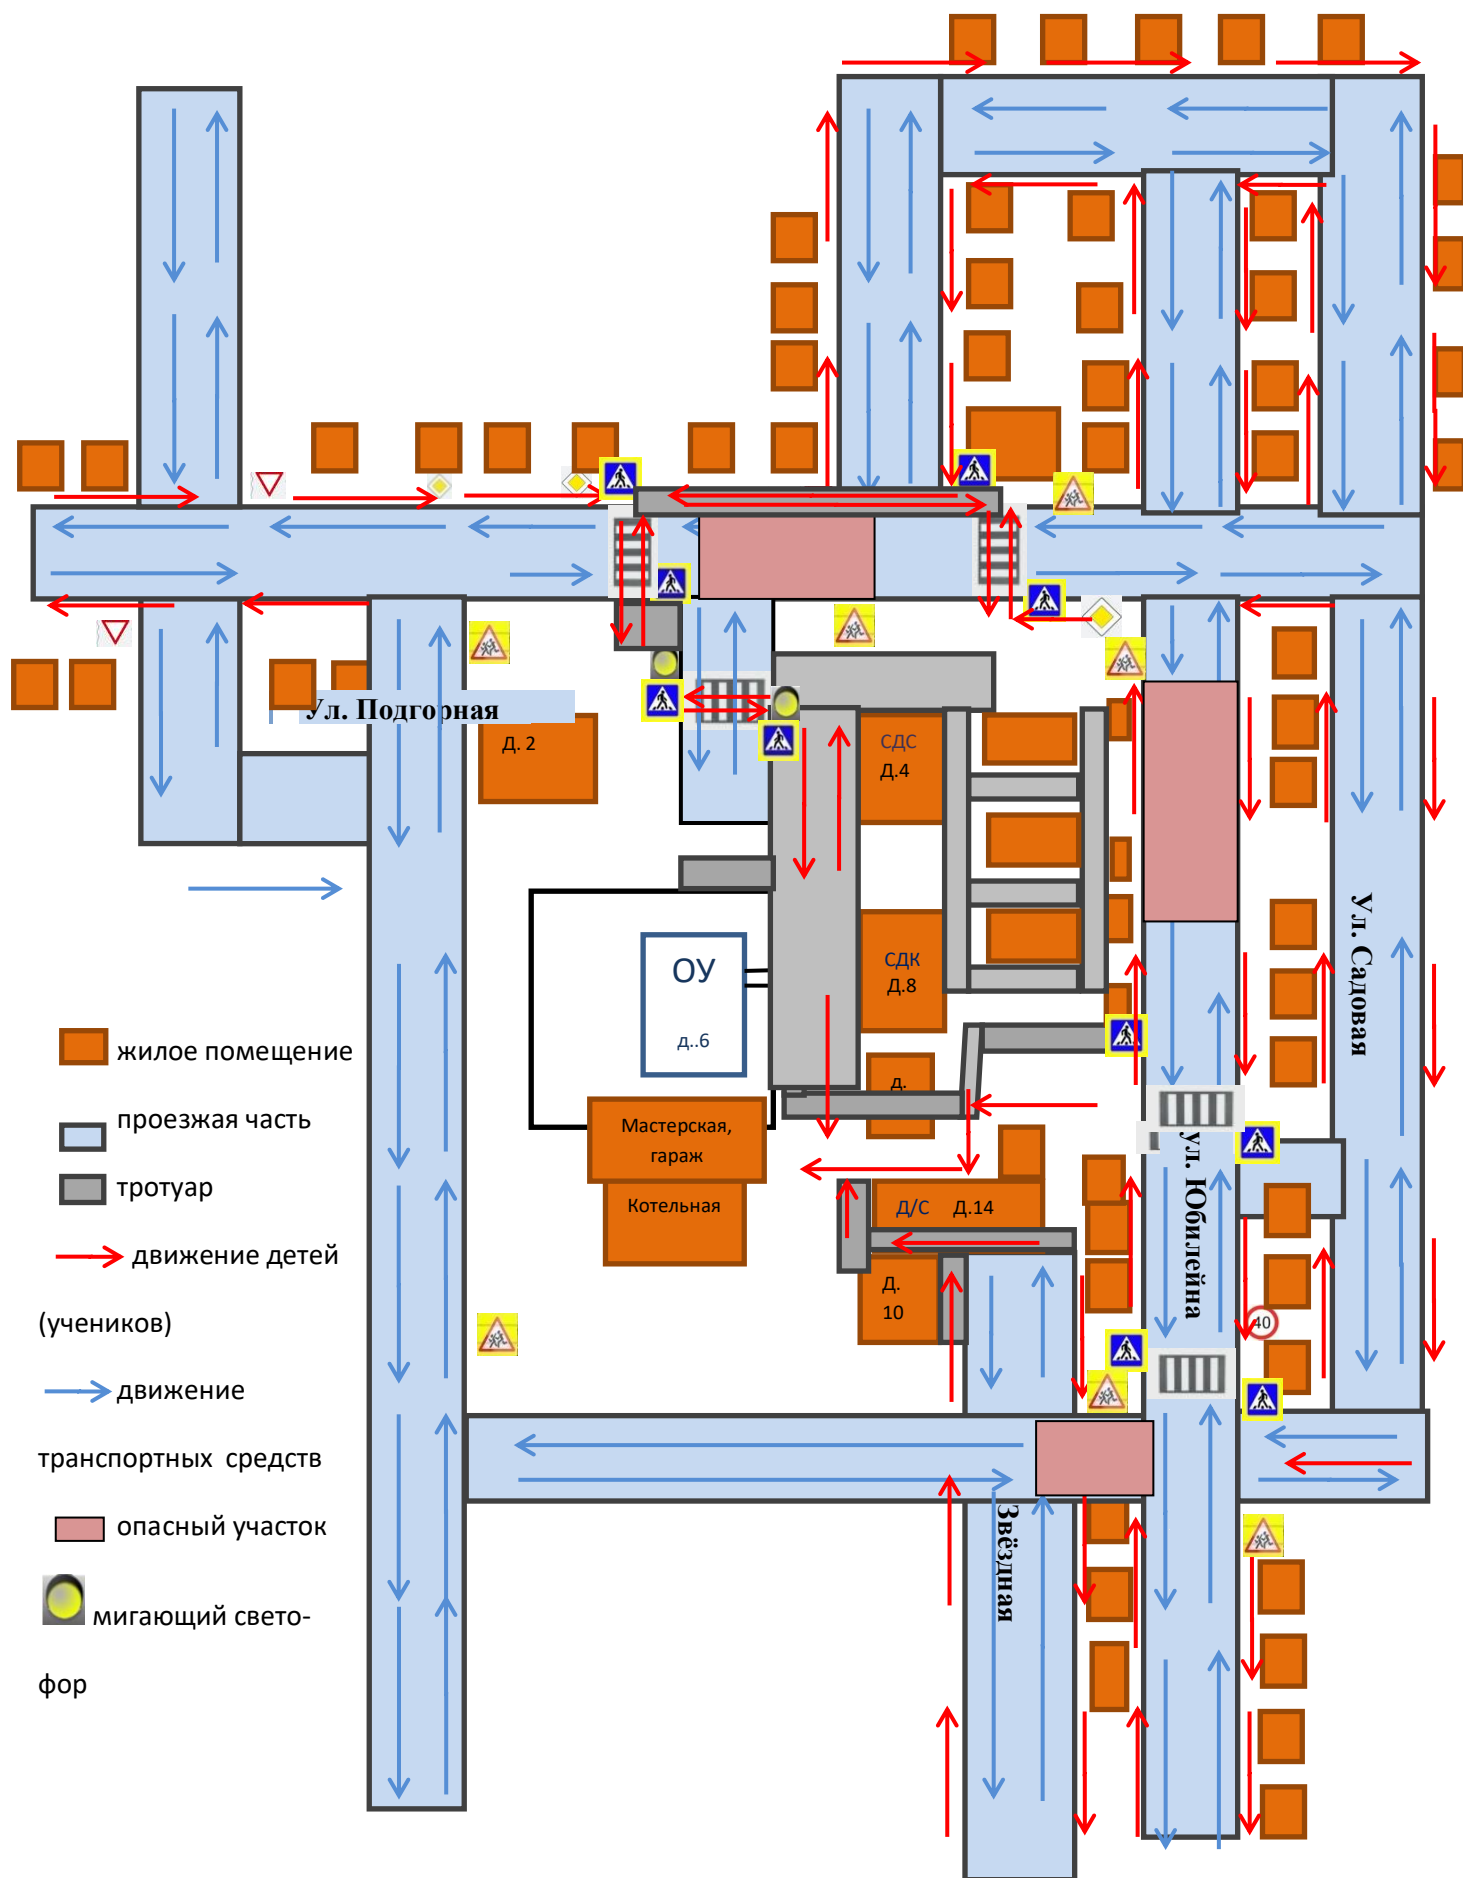 Ул. Подгорная
Д. 2
СДС
Д.4
СДК
Д.8
ОУ
д..6
д.
Мастерская,
гараж
Котельная
Д/С Д.14
Д.
10
Ул. Садовая
ул. Юбилейна
40
Звёздная
жилое помещение
проезжая часть
тротуар
движение детей
(учеников)
движение
транспортных средств
опасный участок
мигающий свето-
фор